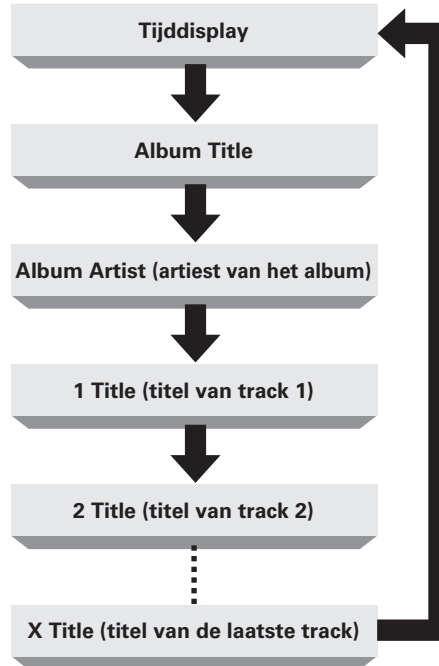 Tijddisplay
Album Title
Album Artist (artiest van het album)
1 Title (titel van track 1)
2 Title (titel van track 2)
X Title (titel van de laatste track)